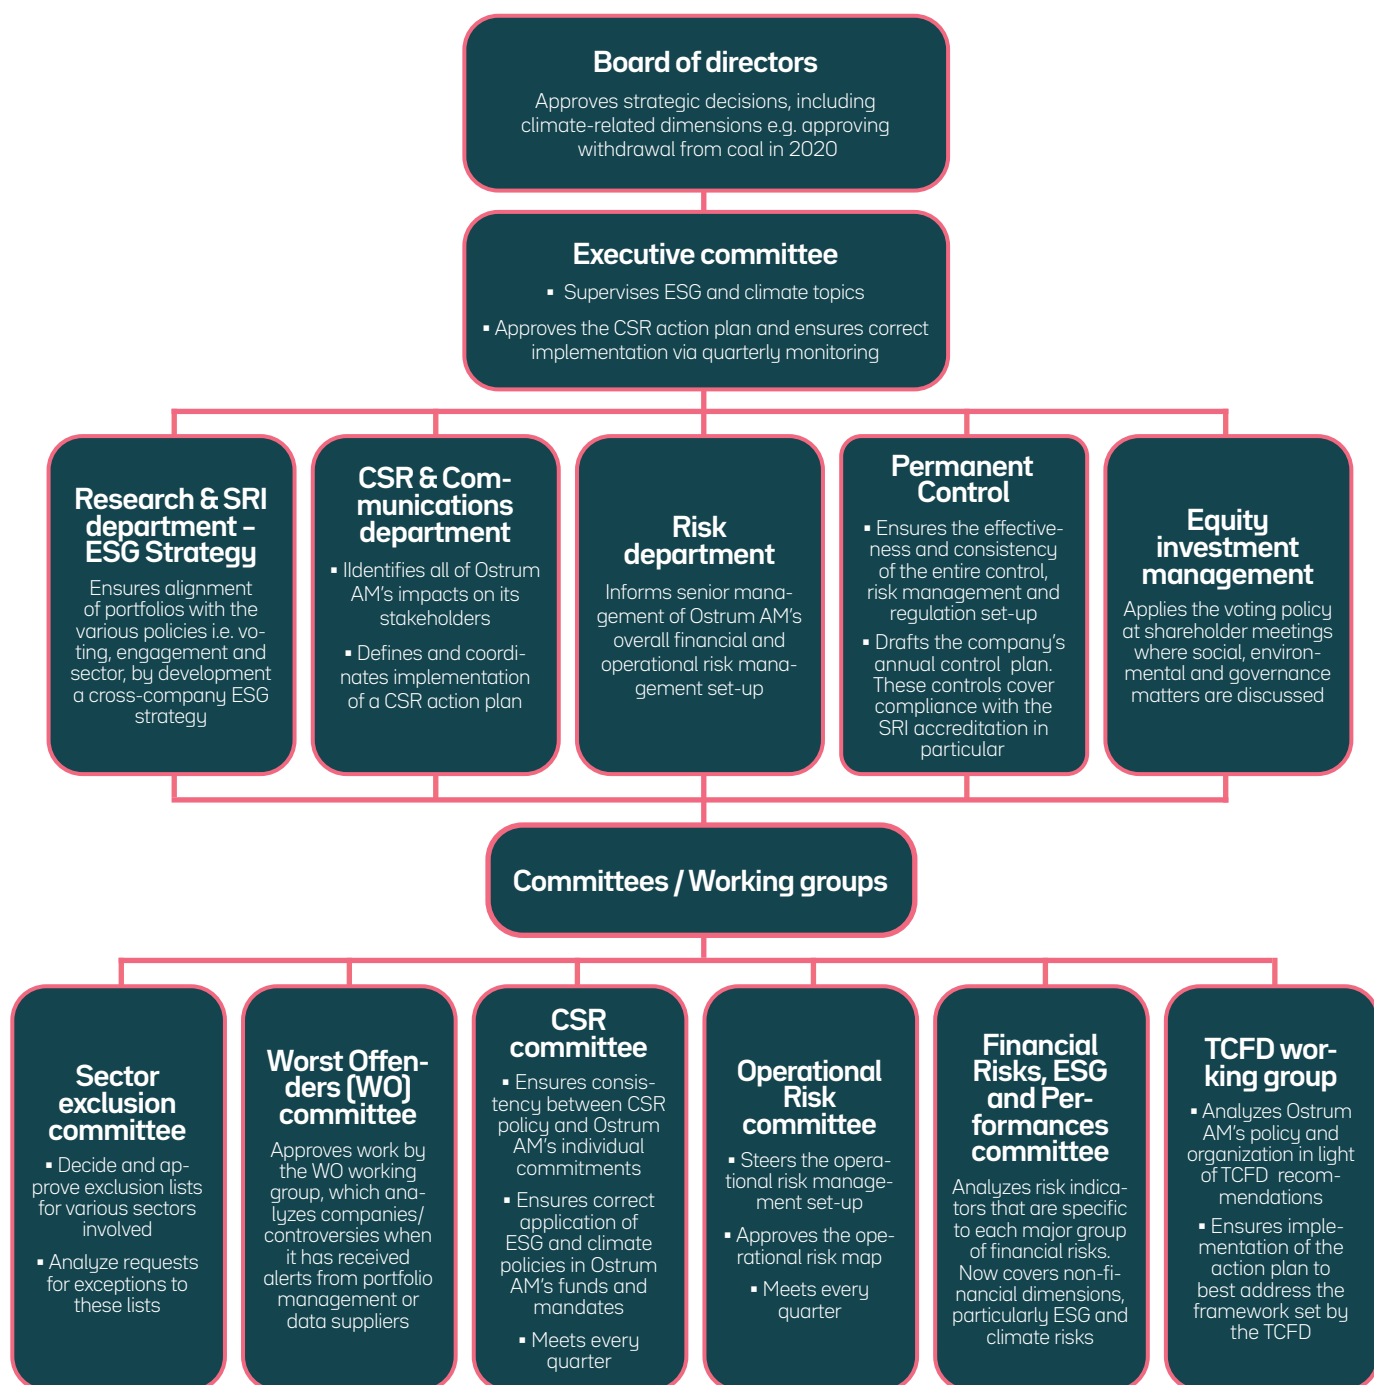 Board of directors
Approves strategic decisions, including
climate-related dimensions e.g. approving
withdrawal from coal in 2020
Executive committee
▪ Supervises ESG and climate topics
▪ Approves the CSR action plan and ensures correct
implementation via quarterly monitoring
Research & SRI
department –
ESG Strategy
Ensures alignment
of portfolios with the
various policies i.e. vo-
ting, engagement and
sector, by development
a cross-company ESG
strategy
CSR & Com-
munications
department
▪ IIdentifies all of Ostrum
AM's impacts on its
stakeholders
▪ Defines and coordi-
nates implementation
of a CSR action plan
Risk
department
Informs senior mana-
gement of Ostrum AM's
overall financial and
operational risk mana-
gement set-up
Permanent
Control
▪ Ensures the effective-
ness and consistency
of the entire control,
risk management and
regulation set-up
▪ Drafts the company's
annual control plan.
These controls cover
compliance with the
SRI accreditation in
particular
Equity
investment
management
Applies the voting policy
at shareholder meetings
where social, environ-
mental and governance
matters are discussed
Committees / Working groups
Sector
exclusion
committee
▪ Decide and ap-
prove exclusion lists
for various sectors
involved
▪ Analyze requests
for exceptions to
these lists
Worst Offen-
ders (WO)
committee
Approves work by
the WO working
group, which ana-
lyzes companies/
controversies when
it has received
alerts from portfolio
management or
data suppliers
CSR
committee
▪ Ensures consis-
tency between CSR
policy and Ostrum
AM's individual
commitments
▪ Ensures correct
application of
ESG and climate
policies in Ostrum
AM's funds and
mandates
▪ Meets every
quarter
Operational
Risk
committee
▪ Steers the opera-
tional risk manage-
ment set-up
▪ Approves the ope-
rational risk map
▪ Meets every
quarter
Financial
Risks, ESG
and Per-
formances
committee
Analyzes risk indica-
tors that are specific
to each major group
of financial risks.
Now covers non-fi-
nancial dimensions,
particularly ESG and
climate risks
TCFD wor-
king group
▪ Analyzes Ostrum
AM's policy and
organization in light
of TCFD recom-
mendations
▪ Ensures imple-
mentation of the
action plan to
best address the
framework set by
the TCFD